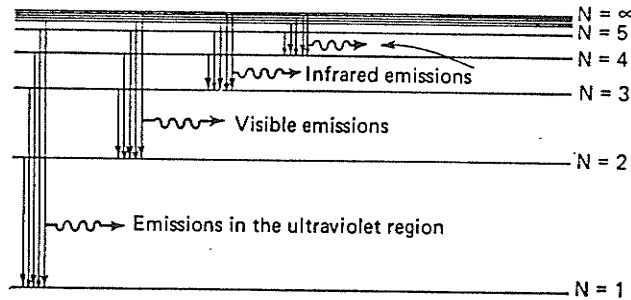 N = ∞
N = 5
N = 4
Infrared emissions
N = 3
Visible emissions
N = 2
Emissions in the ultraviolet region
N = 1